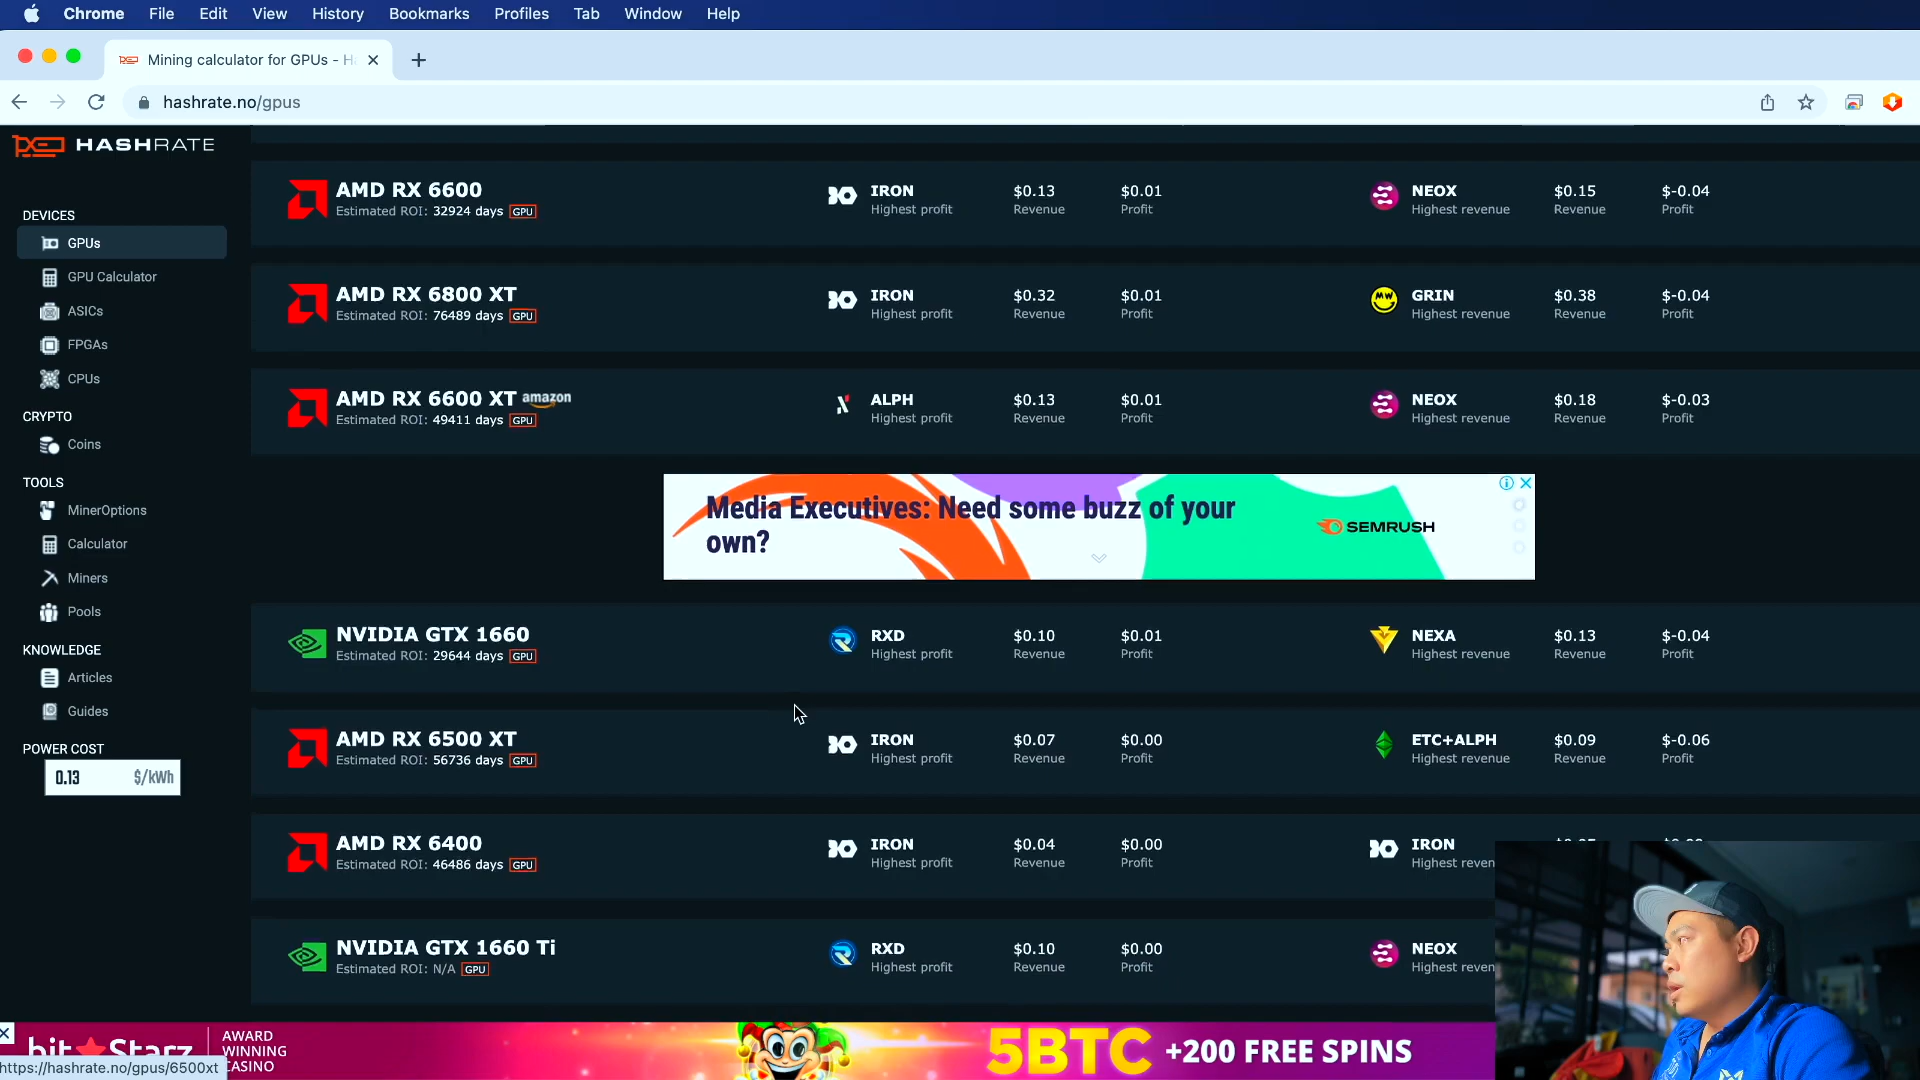 Chrome File Edit View History Bookmarks Profiles Tab Window Help
Mining calculator for GPUs - H
hashrate.no/gpus
HASHRATE
DEVICES
GPUs
GPU Calculator
ASICs
FPGAs
CPUs
CRYPTO
Coins
TOOLS
MinerOptions
Calculator
Miners
Pools
KNOWLEDGE
Articles
Guides
POWER COST
0.13 $/kWh
AMD RX 6600 IRON $0.13 $0.01 NEOX $0.15 $-0.04
Estimated ROI: 32924 days GPU Highest profit Revenue Profit Highest revenue Revenue Profit
AMD RX 6800 XT IRON $0.32 $0.01 GRIN $0.38 $-0.04
Estimated ROI: 76489 days GPU Highest profit Revenue Profit Highest revenue Revenue Profit
AMD RX 6600 XT amazon ALPH $0.13 $0.01 NEOX $0.18 $-0.03
Estimated ROI: 49411 days GPU Highest profit Revenue Profit Highest revenue Revenue Profit
Media Executives: Need some buzz of your
own?
SEMRUSH
NVIDIA GTX 1660 RXD $0.10 $0.01 NEXA $0.13 $-0.04
Estimated ROI: 29644 days GPU Highest profit Revenue Profit Highest revenue Revenue Profit
AMD RX 6500 XT IRON $0.07 $0.00 ETC+ALPH $0.09 $-0.06
Estimated ROI: 56736 days GPU Highest profit Revenue Profit Highest revenue Revenue Profit
AMD RX 6400 IRON $0.04 $0.00 IRON
Estimated ROI: 46486 days GPU Highest profit Revenue Profit Highest reven
NVIDIA GTX 1660 Ti RXD $0.10 $0.00 NEOX
Estimated ROI: N/A GPU Highest profit Revenue Profit Highest reven
bit Starz
AWARD
WINNING
CASINO
5BTC +200 FREE SPINS
https://hashrate.no/gpus/6500xt